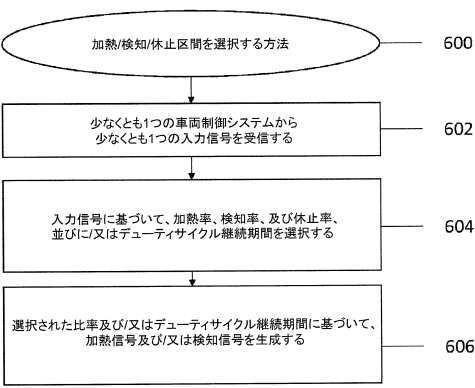 加熱/検知/休止区間を選択する方法
600
少なくとも1つの車両制御システムから
少なくとも1つの入力信号を受信する
602
入力信号に基づいて、加熱率、検知率、及び休止率、
並びに/又はデューティサイクル継続期間を選択する
604
選択された比率及び/又はデューティサイクル継続期間に基づいて、
加熱信号及び/又は検知信号を生成する
606